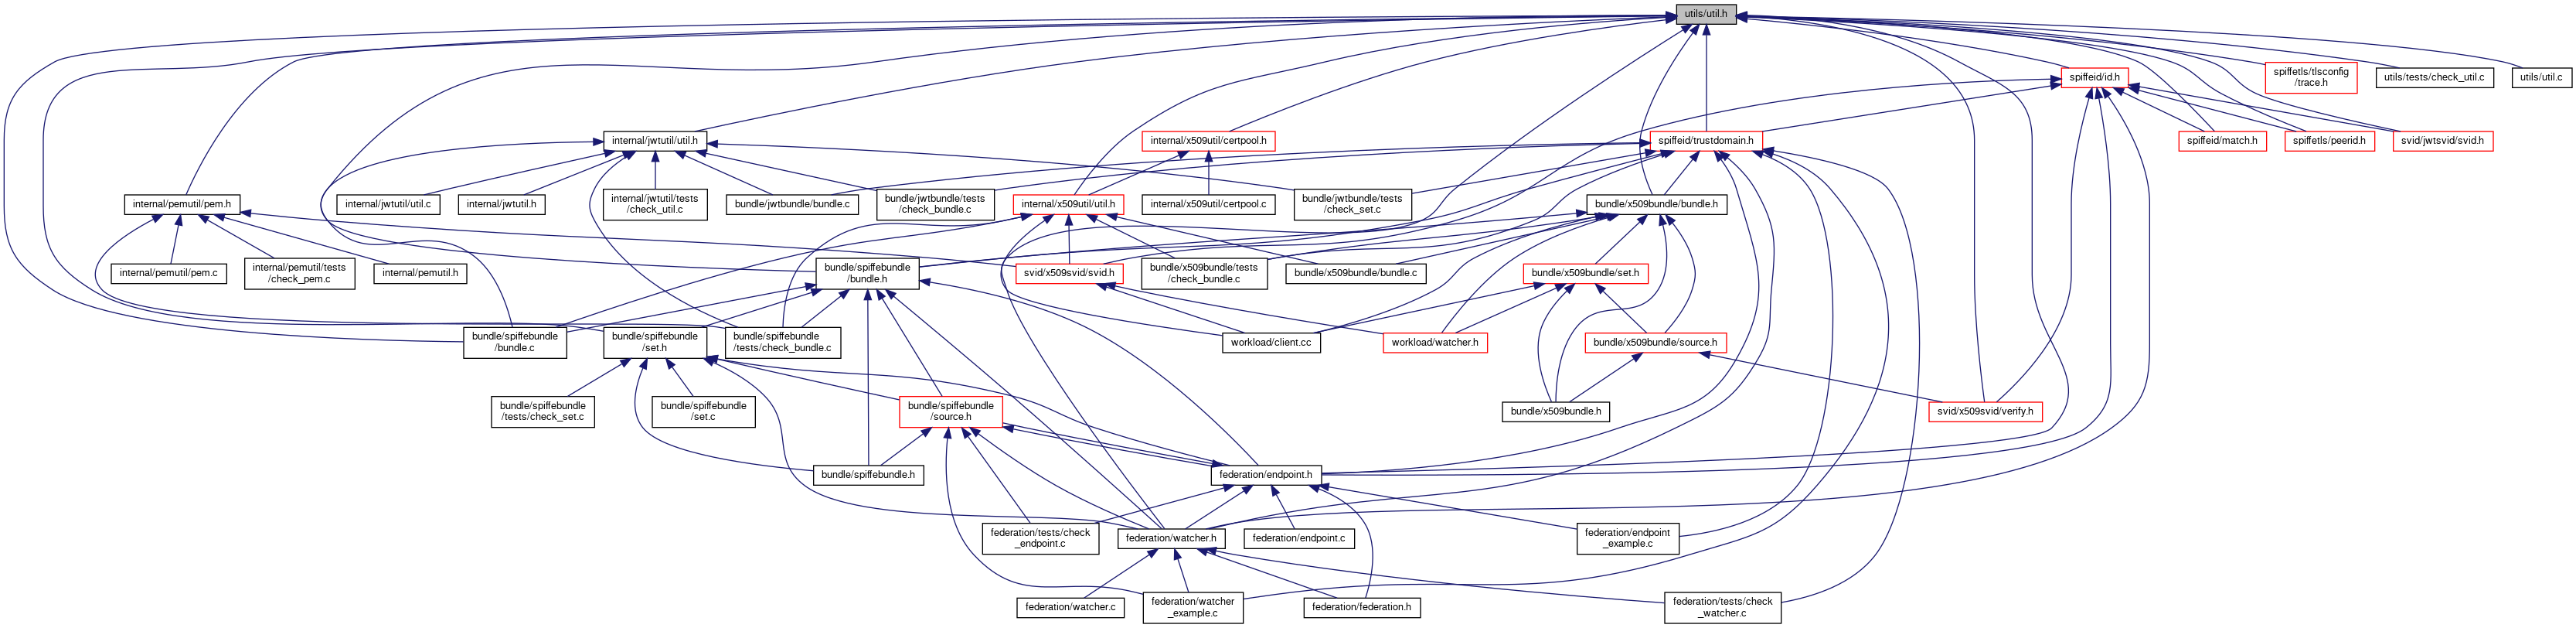 utils/util.h
spiffeid/id.h
spiffetls/tlsconfig
/trace.h
utils/tests/check_util.c
utils/util.c
internal/jwtutil/util.h
internal/x509util/certpool.h
spiffeid/trustdomain.h
spiffeid/match.h
spiffetls/peerid.h
svid/jwtsvid/svid.h
internal/pemutil/pem.h
internal/jwtutil/util.c
internal/jwtutil.h
internal/jwtutil/tests
/check_util.c
bundle/jwtbundle/bundle.c
bundle/jwtbundle/tests
/check_bundle.c
internal/x509util/util.h
internal/x509util/certpool.c
bundle/jwtbundle/tests
/check_set.c
bundle/x509bundle/bundle.h
internal/pemutil/pem.c
internal/pemutil/tests
/check_pem.c
internal/pemutil.h
bundle/spiffebundle
/bundle.h
svid/x509svid/svid.h
bundle/x509bundle/tests
/check_bundle.c
bundle/x509bundle/bundle.c
bundle/x509bundle/set.h
bundle/spiffebundle
/bundle.c
bundle/spiffebundle
/set.h
bundle/spiffebundle
/tests/check_bundle.c
workload/client.cc
workload/watcher.h
bundle/x509bundle/source.h
bundle/spiffebundle
/tests/check_set.c
bundle/spiffebundle
/set.c
bundle/spiffebundle
/source.h
bundle/x509bundle.h
svid/x509svid/verify.h
bundle/spiffebundle.h
federation/endpoint.h
federation/tests/check
_endpoint.c
federation/watcher.h
federation/endpoint.c
federation/endpoint
_example.c
federation/watcher.c
federation/watcher
_example.c
federation/federation.h
federation/tests/check
_watcher.c